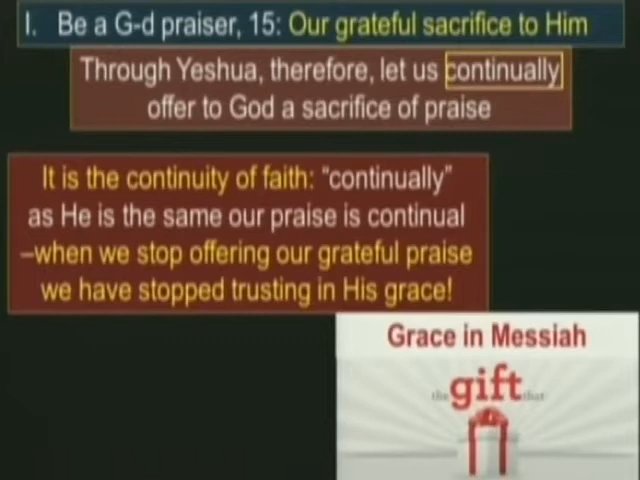 I. Be a G-d praiser, 15: Our grateful sacrifice to Him
Through Yeshua, therefore, let us continually
offer to God a sacrifice of praise
It is the continuity of faith: “continually”
as He is the same our praise is continual
–when we stop offering our grateful praise
we have stopped trusting in His grace!
Grace in Messiah
the gift that